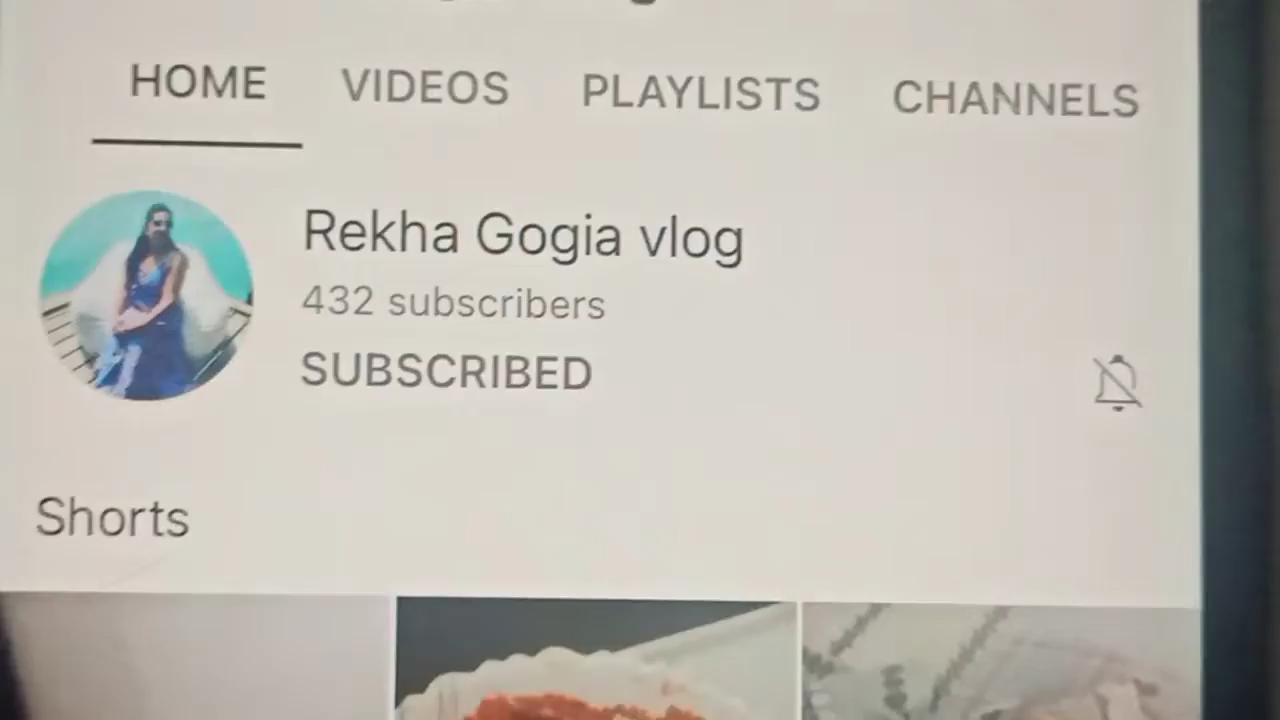 HOME VIDEOS PLAYLISTS CHANNELS
Rekha Gogia vlog
432 subscribers
SUBSCRIBED
Shorts